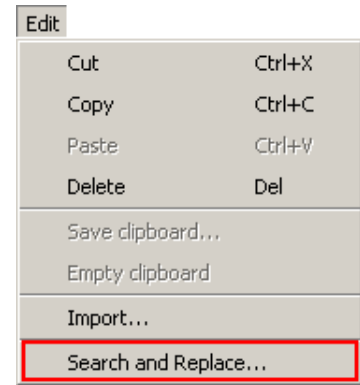 Edit
Cut Ctrl+X
Copy Ctrl+C
Paste Ctrl+V
Delete Del
Save clipboard...
Empty clipboard
Import...
Search and Replace...